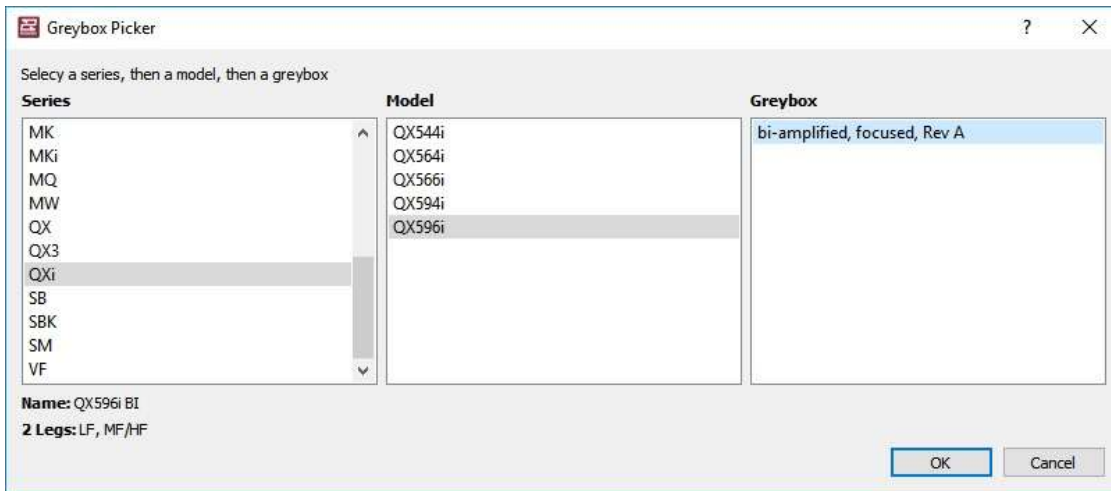 Greybox Picker
?
Selecy a series, then a model, then a greybox
Series
MK
MKi
MQ
MW
QX
QX3
QXi
SB
SBK
SM
VF
Model
QX544i
QX564i
QX566i
QX594i
QX596i
Greybox
bi-amplified, focused, Rev A
Name: QX596i BI
2 Legs: LF, MF/HF
OK
Cancel